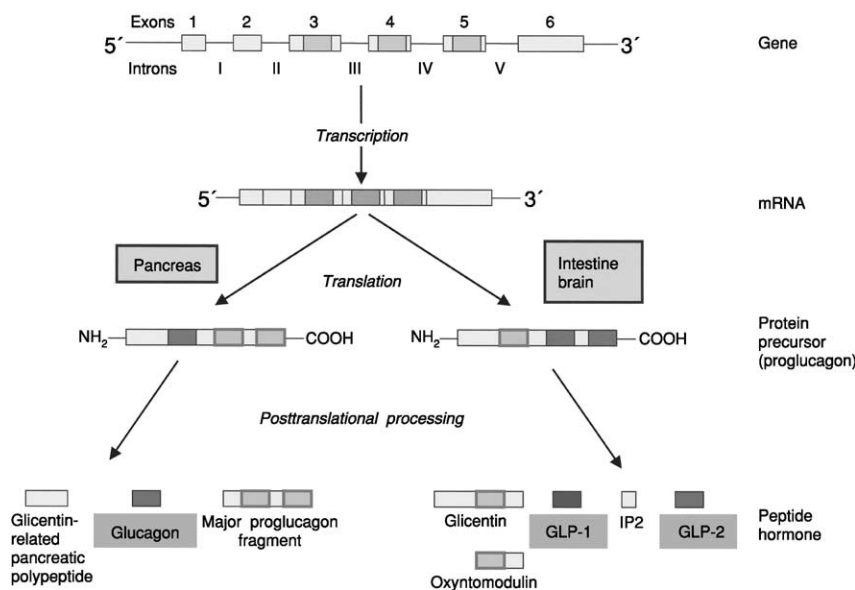 Exons 1 2 3 4 5 6
5´ 3´ Gene
Introns I II III IV V
Transcription
5´ 3´ mRNA
Pancreas
Intestine
brain
Translation
NH2 COOH NH2 COOH
Protein
precursor
(proglucagon)
Posttranslational processing
Glicentin-
related
pancreatic
polypeptide
Glucagon
Major proglucagon
fragment
Glicentin
GLP-1
IP2
GLP-2
Peptide
hormone
Oxyntomodulin